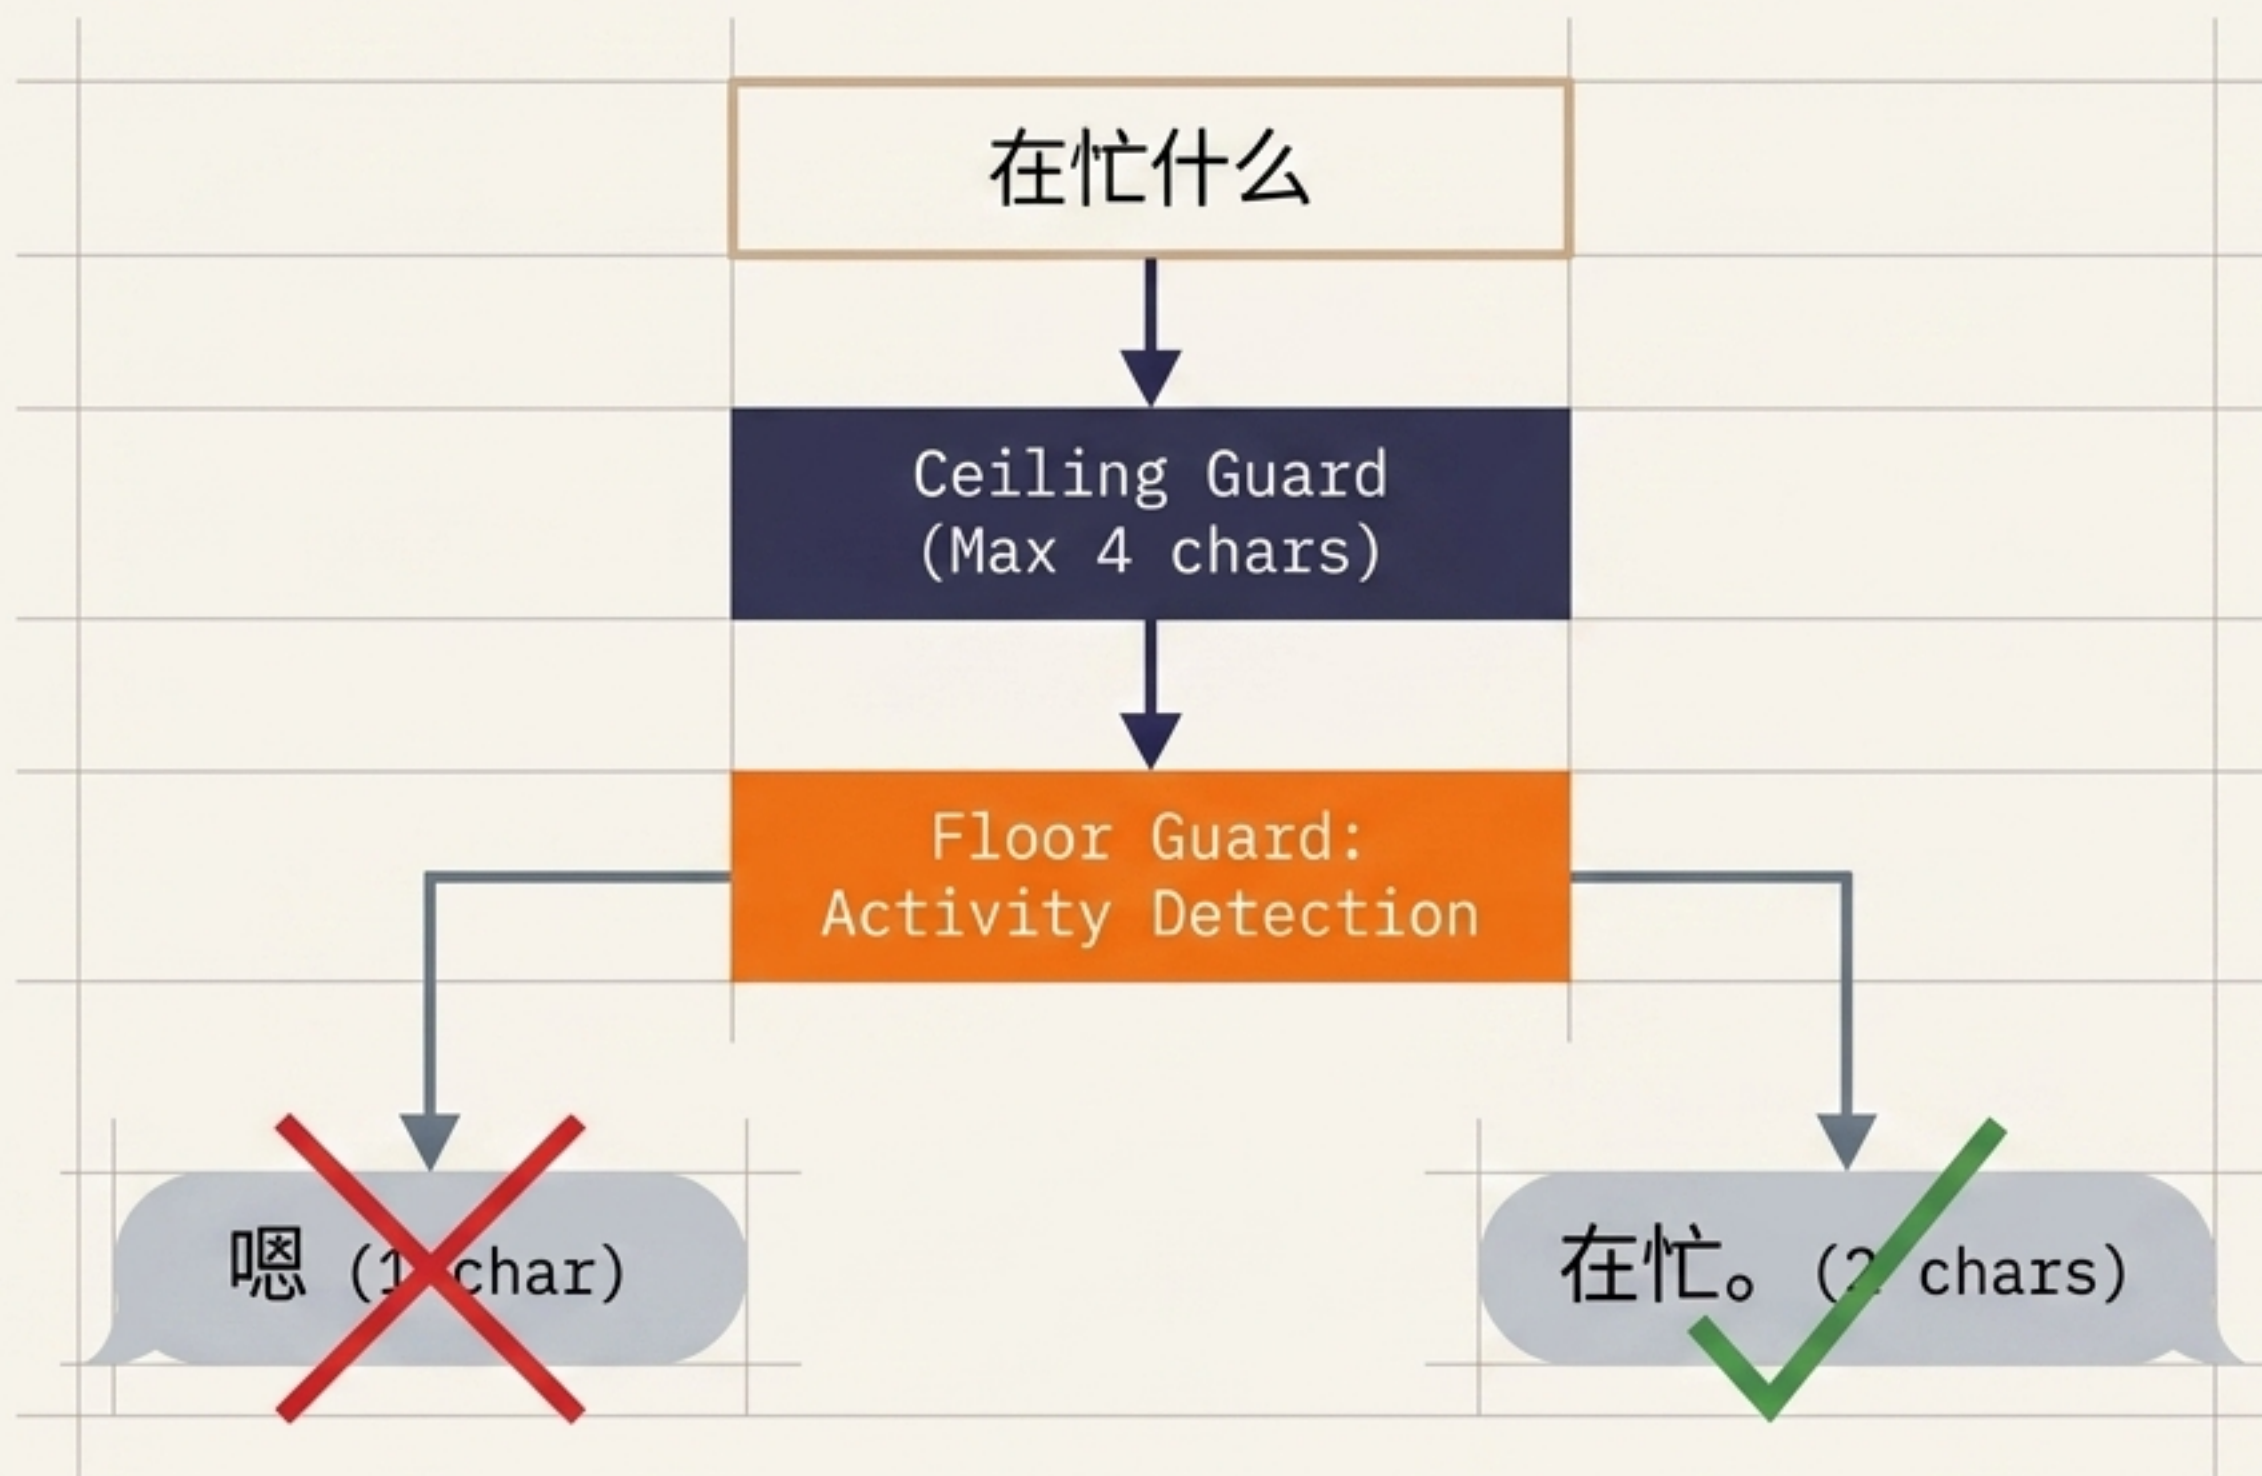 在忙什么
Ceiling Guard
(Max 4 chars)
Floor Guard:
Activity Detection
嗯 (1 char)
在忙。(2 chars)